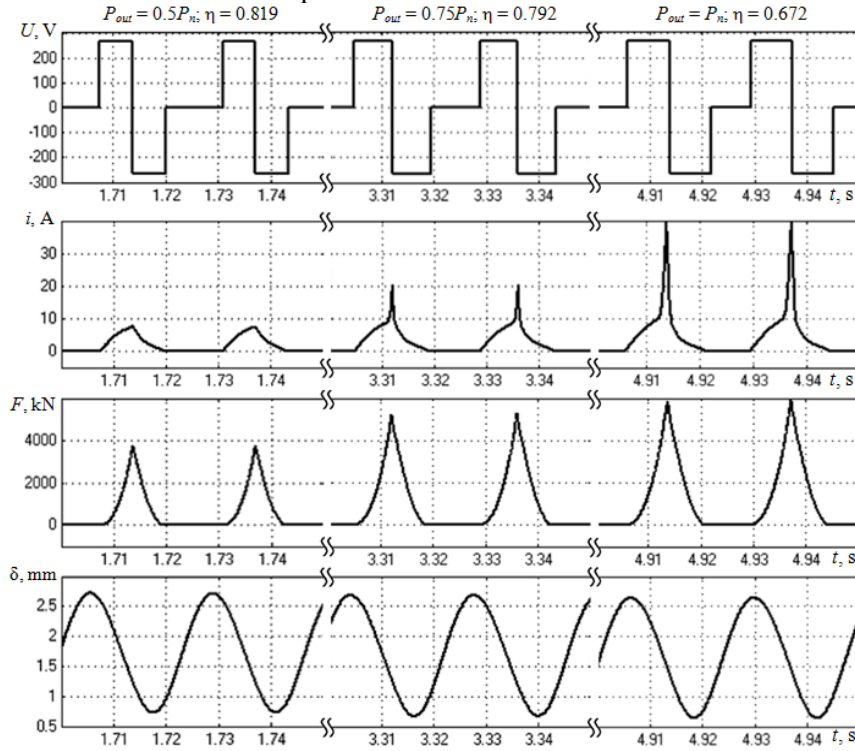 P_out = 0.5P_n; η = 0.819 P_out = 0.75P_n; η = 0.792 P_out = P_n; η = 0.672
U, V
200
100
0
-100
-200
-300
1.71 1.72 1.73 1.74 3.31 3.32 3.33 3.34 4.91 4.92 4.93 4.94 t, s
i, A
30
20
10
0
1.71 1.72 1.73 1.74 3.31 3.32 3.33 3.34 4.91 4.92 4.93 4.94 t, s
F, kN
4000
2000
0
1.71 1.72 1.73 1.74 3.31 3.32 3.33 3.34 4.91 4.92 4.93 4.94 t, s
δ, mm
2.5
2
1.5
1
0.5
1.71 1.72 1.73 1.74 3.31 3.32 3.33 3.34 4.91 4.92 4.93 4.94 t, s